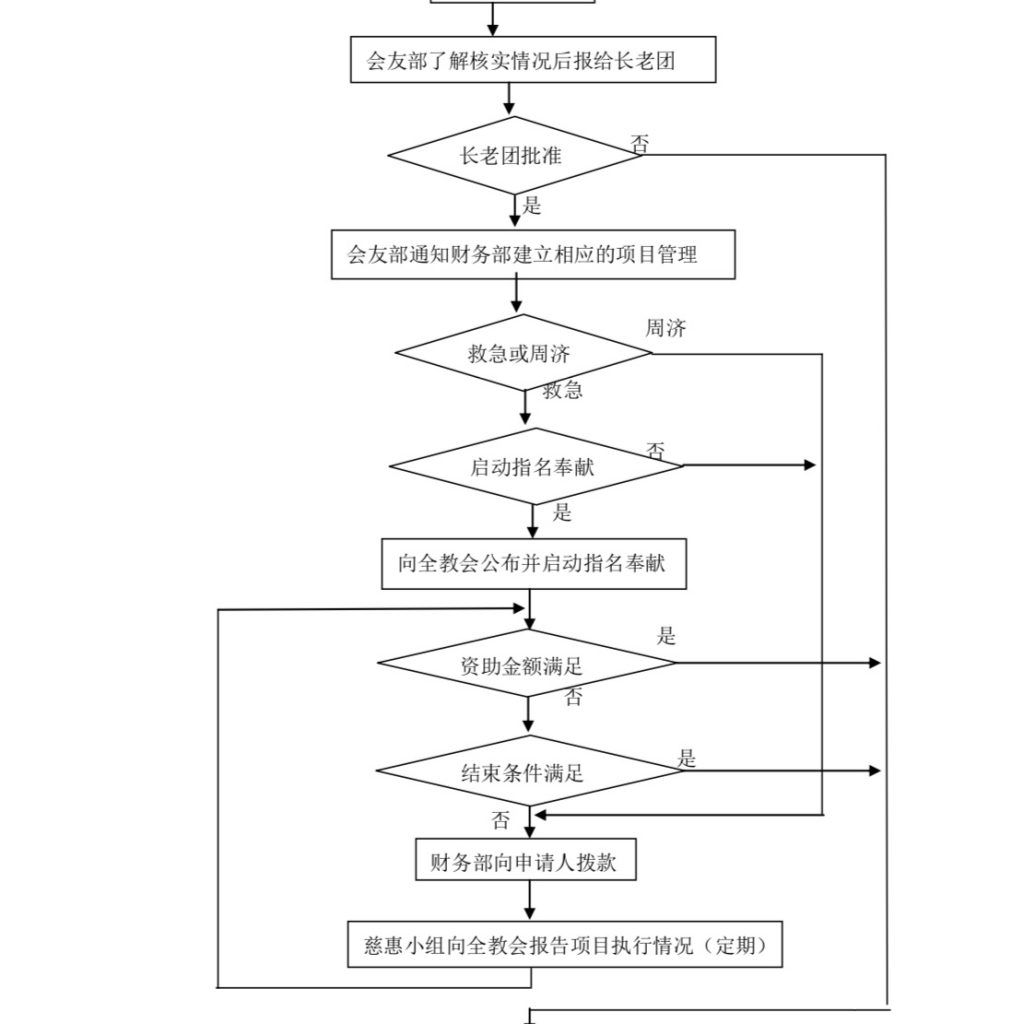 会友部了解核实情况后报给长老团
否
长老团批准
是
会友部通知财务部建立相应的项目管理
周济
救急或周济
救急
否
启动指名奉献
是
向全教会公布并启动指名奉献
是
资助金额满足
否
是
结束条件满足
否
财务部向申请人拨款
慈惠小组向全教会报告项目执行情况（定期）